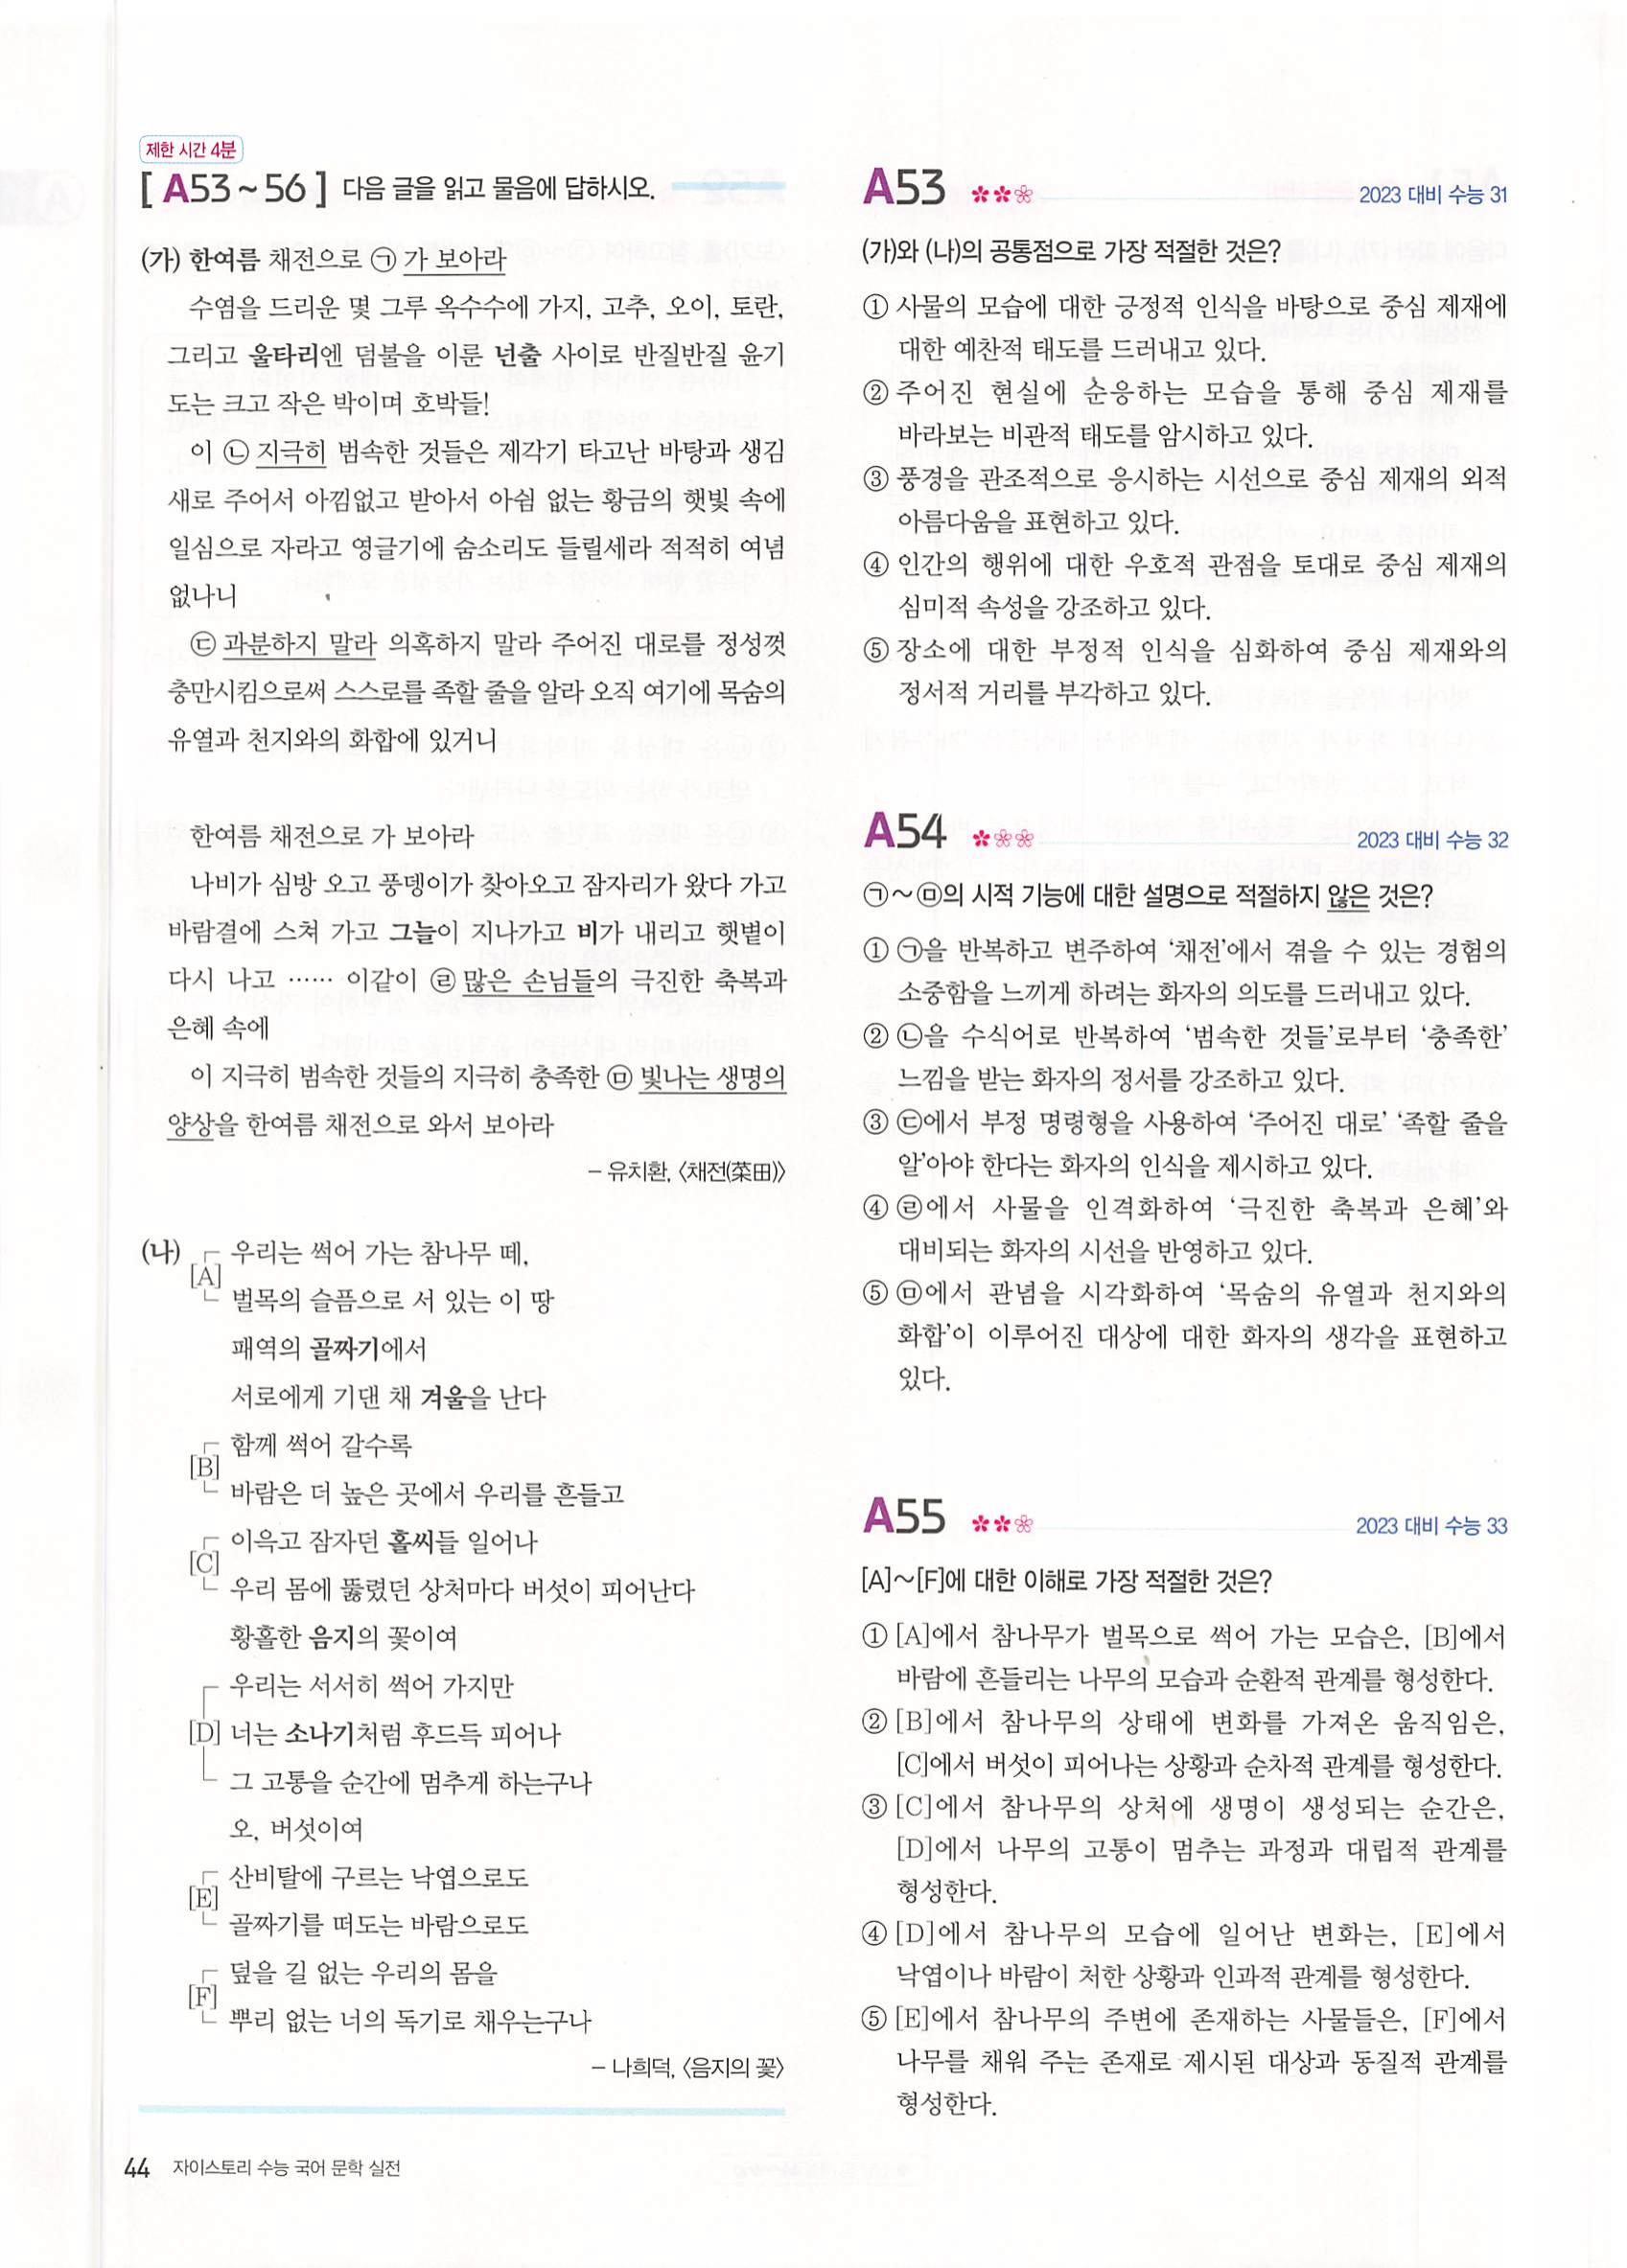 제한 시간 4분
[ A53 ~ 56 ] 다음 글을 읽고 물음에 답하시오.
(가) 한여름 채전으로 ㉠ 가 보아라
수염을 드리운 몇 그루 옥수수에 가지, 고추, 오이, 토란,
그리고 울타리엔 덤불을 이룬 넌출 사이로 반질반질 윤기
도는 크고 작은 박이며 호박들!
이 ㉡ 지극히 범속한 것들은 제각기 타고난 바탕과 생김
새로 주어서 아낌없고 받아서 아쉼 없는 황금의 햇빛 속에
일심으로 자라고 영글기에 숨소리도 들릴세라 적적히 여념
없나니
㉢ 과분하지 말라 의혹하지 말라 주어진 대로를 정성껏
충만시킴으로써 스스로를 족할 줄을 알라 오직 여기에 목숨의
유열과 천지와의 화합에 있거니
한여름 채전으로 가 보아라
나비가 심방 오고 풍뎅이가 찾아오고 잠자리가 왔다 가고
바람결에 스쳐 가고 그늘이 지나가고 비가 내리고 햇볕이
다시 나고 …… 이같이 ㉣ 많은 손님들의 극진한 축복과
은혜 속에
이 지극히 범속한 것들의 지극히 충족한 ㉤ 빛나는 생명의
양상을 한여름 채전으로 와서 보아라
- 유치환, 〈채전(菜田)〉
(나) 우리는 썩어 가는 참나무 떼,
[A]
벌목의 슬픔으로 서 있는 이 땅
패역의 골짜기에서
서로에게 기댄 채 겨울을 난다
함께 썩어 갈수록
[B]
바람은 더 높은 곳에서 우리를 흔들고
이윽고 잠자던 홀씨들 일어나
[C]
우리 몸에 뚫렸던 상처마다 버섯이 피어난다
황홀한 음지의 꽃이여
우리는 서서히 썩어 가지만
[D] 너는 소나기처럼 후드득 피어나
그 고통을 순간에 멈추게 하는구나
오, 버섯이여
산비탈에 구르는 낙엽으로도
[E]
골짜기를 떠도는 바람으로도
덮을 길 없는 우리의 몸을
[F]
뿌리 없는 너의 독기로 채우는구나
- 나희덕, 〈음지의 꽃〉
44 자이스토리 수능 국어 문학 실전
A53 2023 대비 수능 31
(가)와 (나)의 공통점으로 가장 적절한 것은?
① 사물의 모습에 대한 긍정적 인식을 바탕으로 중심 제재에
대한 예찬적 태도를 드러내고 있다.
② 주어진 현실에 순응하는 모습을 통해 중심 제재를
바라보는 비관적 태도를 암시하고 있다.
③ 풍경을 관조적으로 응시하는 시선으로 중심 제재의 외적
아름다움을 표현하고 있다.
④ 인간의 행위에 대한 우호적 관점을 토대로 중심 제재의
심미적 속성을 강조하고 있다.
⑤ 장소에 대한 부정적 인식을 심화하여 중심 제재와의
정서적 거리를 부각하고 있다.
A54 2023 대비 수능 32
㉠~㉤의 시적 기능에 대한 설명으로 적절하지 않은 것은?
① ㉠을 반복하고 변주하여 ‘채전’에서 겪을 수 있는 경험의
소중함을 느끼게 하려는 화자의 의도를 드러내고 있다.
② ㉡을 수식어로 반복하여 ‘범속한 것들’로부터 ‘충족한’
느낌을 받는 화자의 정서를 강조하고 있다.
③ ㉢에서 부정 명령형을 사용하여 ‘주어진 대로’ ‘족할 줄을
알’아야 한다는 화자의 인식을 제시하고 있다.
④ ㉣에서 사물을 인격화하여 ‘극진한 축복과 은혜’와
대비되는 화자의 시선을 반영하고 있다.
⑤ ㉤에서 관념을 시각화하여 ‘목숨의 유열과 천지와의
화합’이 이루어진 대상에 대한 화자의 생각을 표현하고
있다.
A55 2023 대비 수능 33
[A]~[F]에 대한 이해로 가장 적절한 것은?
① [A]에서 참나무가 벌목으로 썩어 가는 모습은, [B]에서
바람에 흔들리는 나무의 모습과 순환적 관계를 형성한다.
② [B]에서 참나무의 상태에 변화를 가져온 움직임은,
[C]에서 버섯이 피어나는 상황과 순차적 관계를 형성한다.
③ [C]에서 참나무의 상처에 생명이 생성되는 순간은,
[D]에서 나무의 고통이 멈추는 과정과 대립적 관계를
형성한다.
④ [D]에서 참나무의 모습에 일어난 변화는, [E]에서
낙엽이나 바람이 처한 상황과 인과적 관계를 형성한다.
⑤ [E]에서 참나무의 주변에 존재하는 사물들은, [F]에서
나무를 채워 주는 존재로 제시된 대상과 동질적 관계를
형성한다.